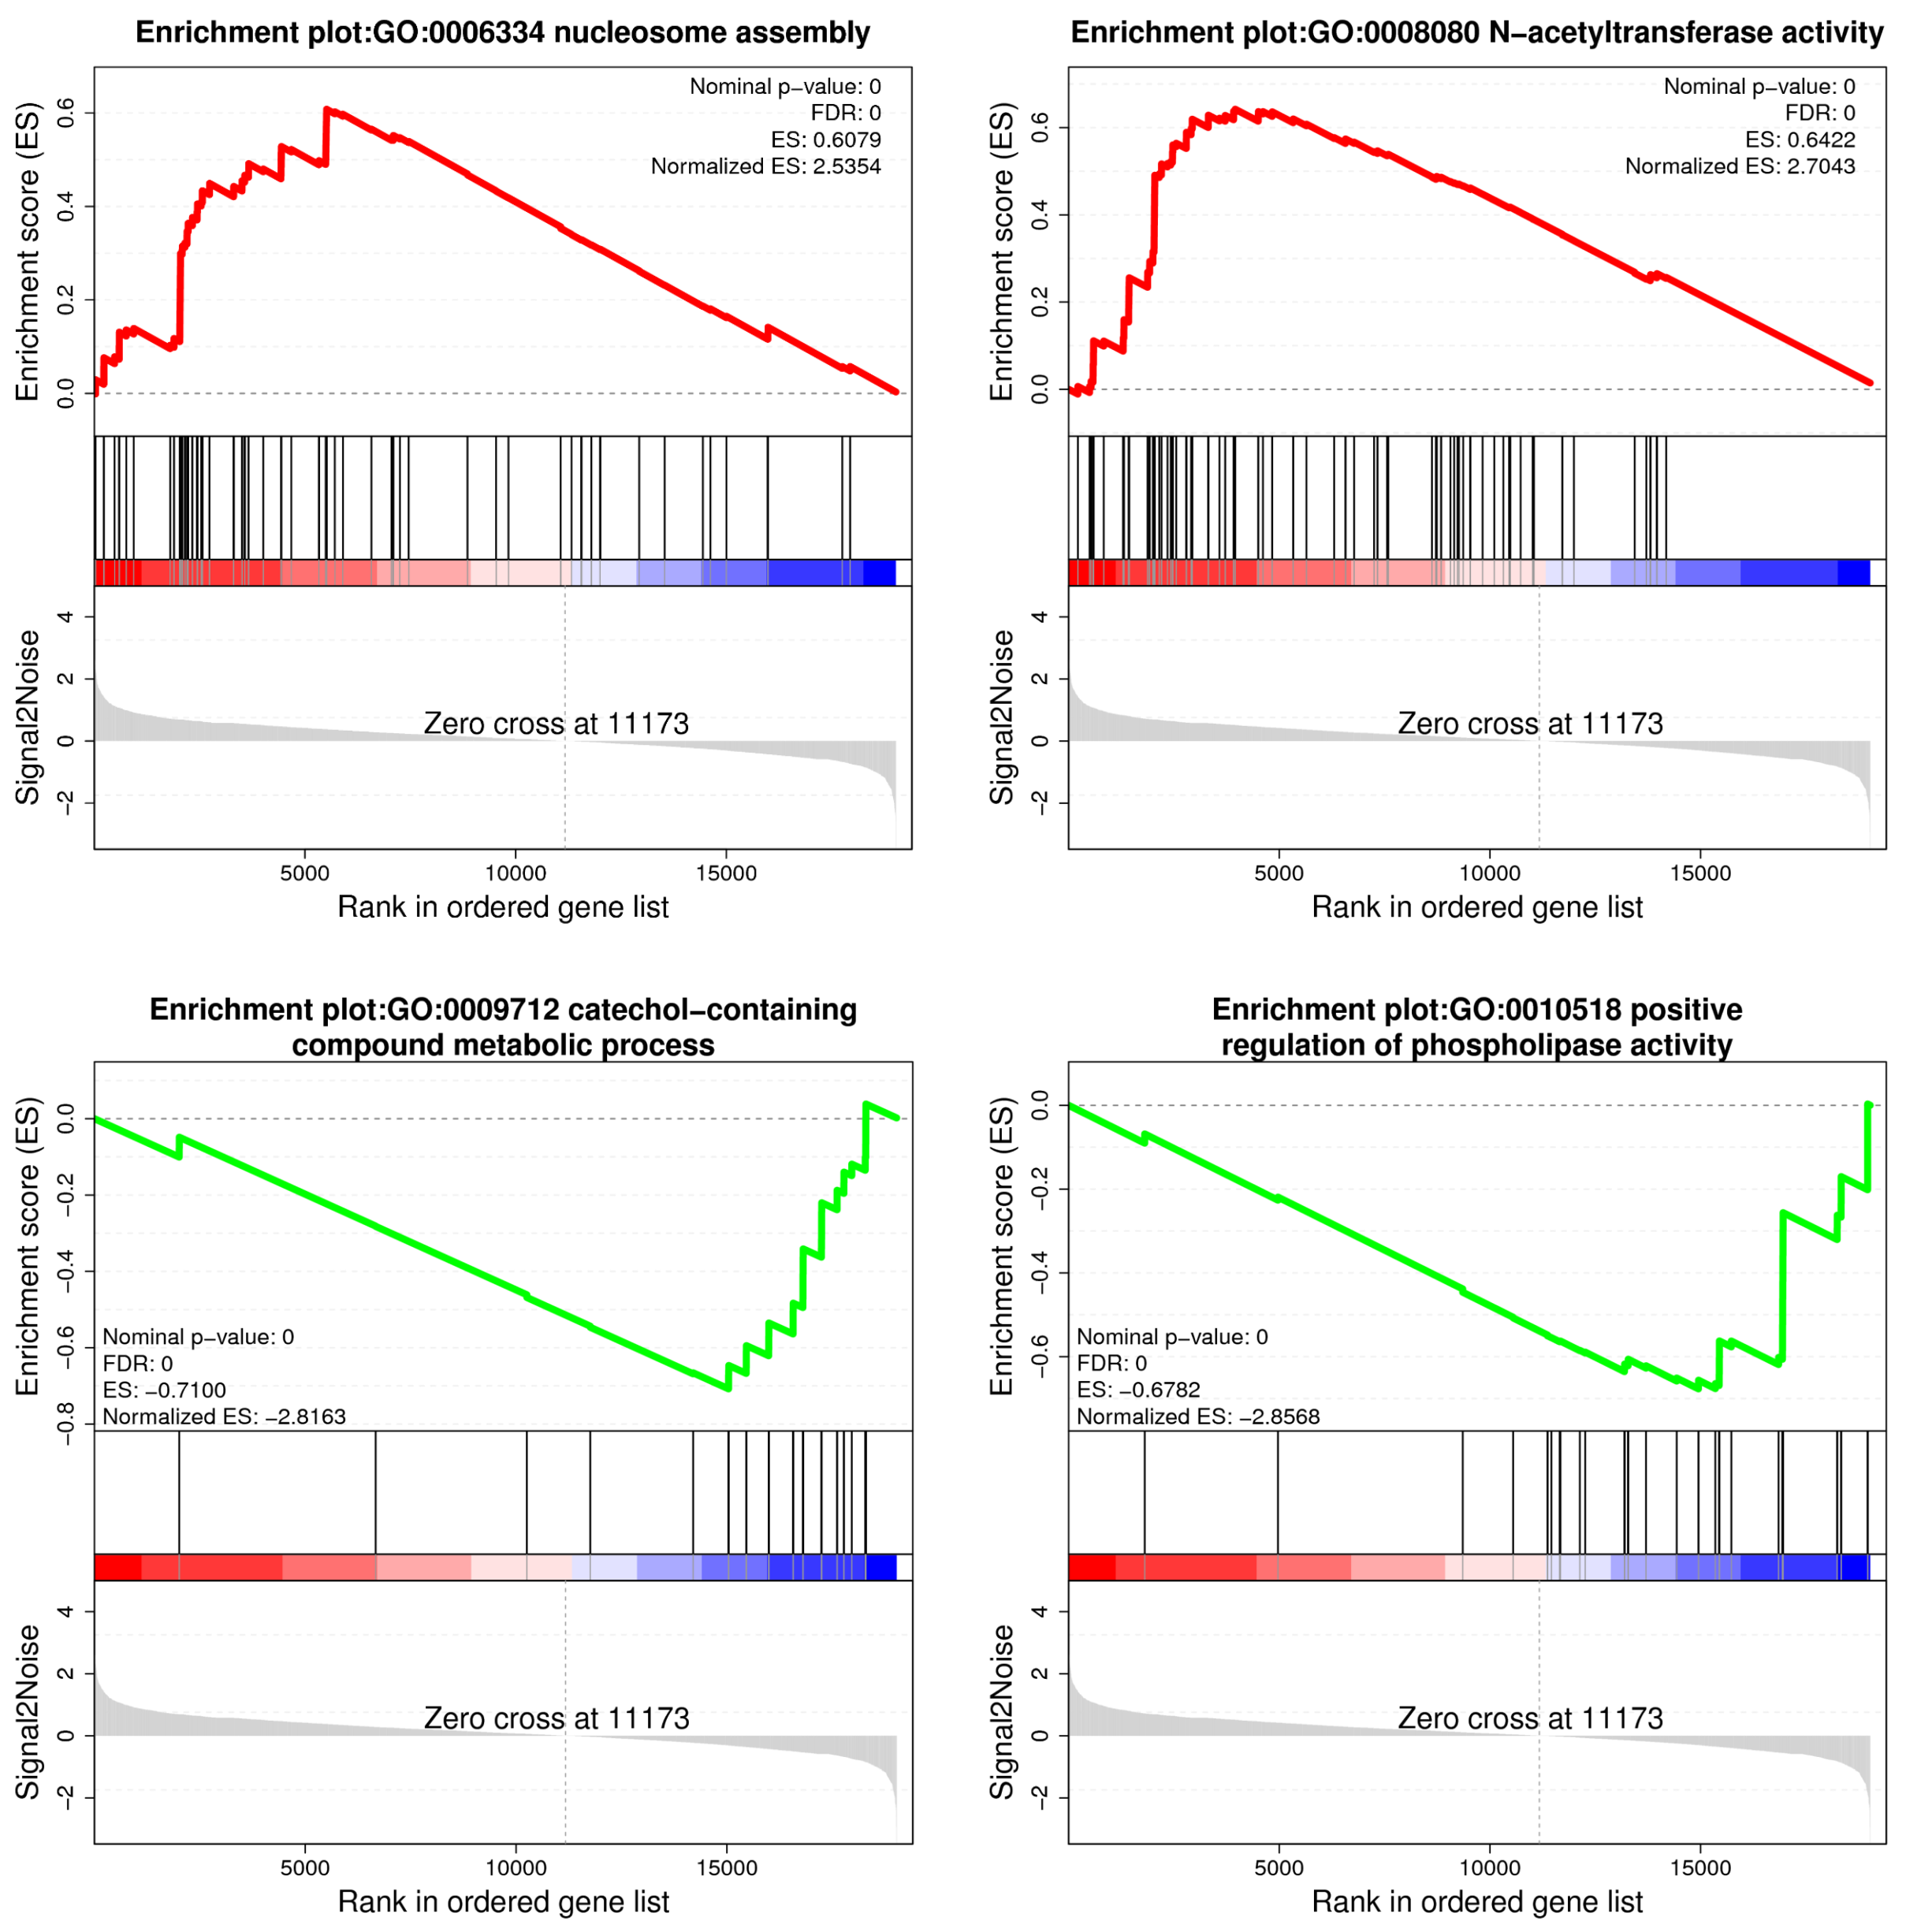 Enrichment plot:GO:0006334 nucleosome assembly
Nominal p−value: 0
FDR: 0
ES: 0.6079
Normalized ES: 2.5354
Enrichment score (ES)
0.6
0.4
0.2
0.0
Signal2Noise
4
2
0
−2
Zero cross at 11173
5000 10000 15000
Rank in ordered gene list
Enrichment plot:GO:0008080 N−acetyltransferase activity
Nominal p−value: 0
FDR: 0
ES: 0.6422
Normalized ES: 2.7043
Enrichment score (ES)
0.6
0.4
0.2
0.0
Signal2Noise
4
2
0
−2
Zero cross at 11173
5000 10000 15000
Rank in ordered gene list
Enrichment plot:GO:0009712 catechol−containing
compound metabolic process
Enrichment score (ES)
0.0
−0.2
−0.4
−0.6
−0.8
Nominal p−value: 0
FDR: 0
ES: −0.7100
Normalized ES: −2.8163
Signal2Noise
4
2
0
−2
Zero cross at 11173
5000 10000 15000
Rank in ordered gene list
Enrichment plot:GO:0010518 positive
regulation of phospholipase activity
Enrichment score (ES)
0.0
−0.2
−0.4
−0.6
Nominal p−value: 0
FDR: 0
ES: −0.6782
Normalized ES: −2.8568
Signal2Noise
4
2
0
−2
Zero cross at 11173
5000 10000 15000
Rank in ordered gene list